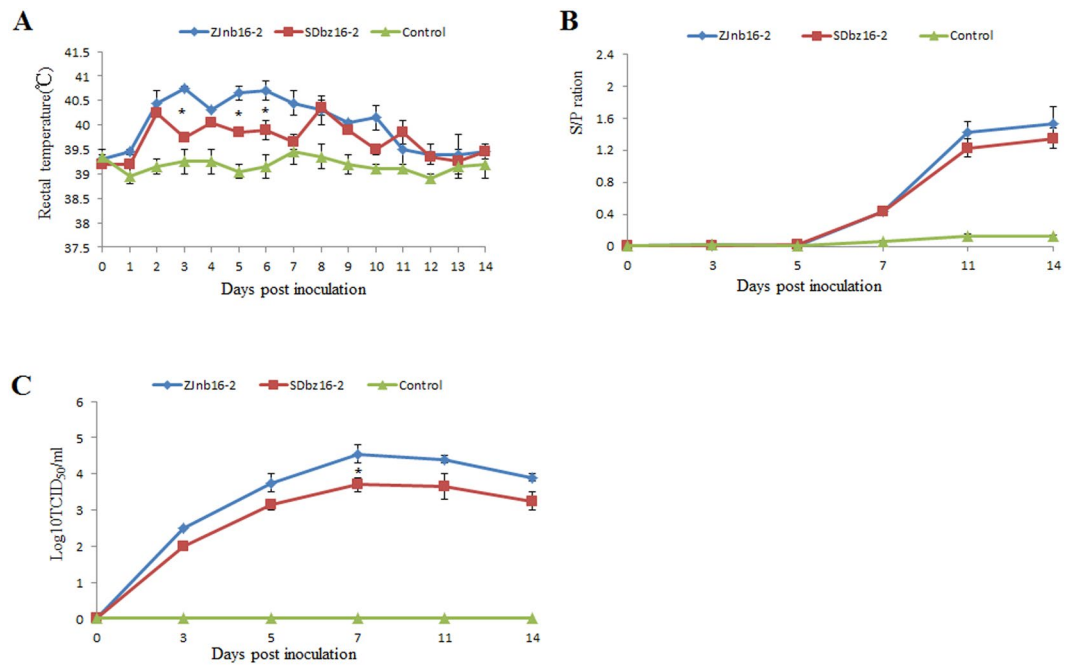 A
ZJnb16-2 SDbz16-2 Control
Rectal temperature(℃)
41.5
41
40.5
40
39.5
39
38.5
38
37.5
0 1 2 3 4 5 6 7 8 9 10 11 12 13 14
* * *
Days post inoculation
B
ZJnb16-2 SDbz16-2 Control
S/P ration
2.4
2
1.6
1.2
0.8
0.4
0
0 3 5 7 11 14
Days post inoculation
C
ZJnb16-2 SDbz16-2 Control
Log10TCID50/ml
6
5
4
3
2
1
0
*
0 3 5 7 11 14
Days post inoculation